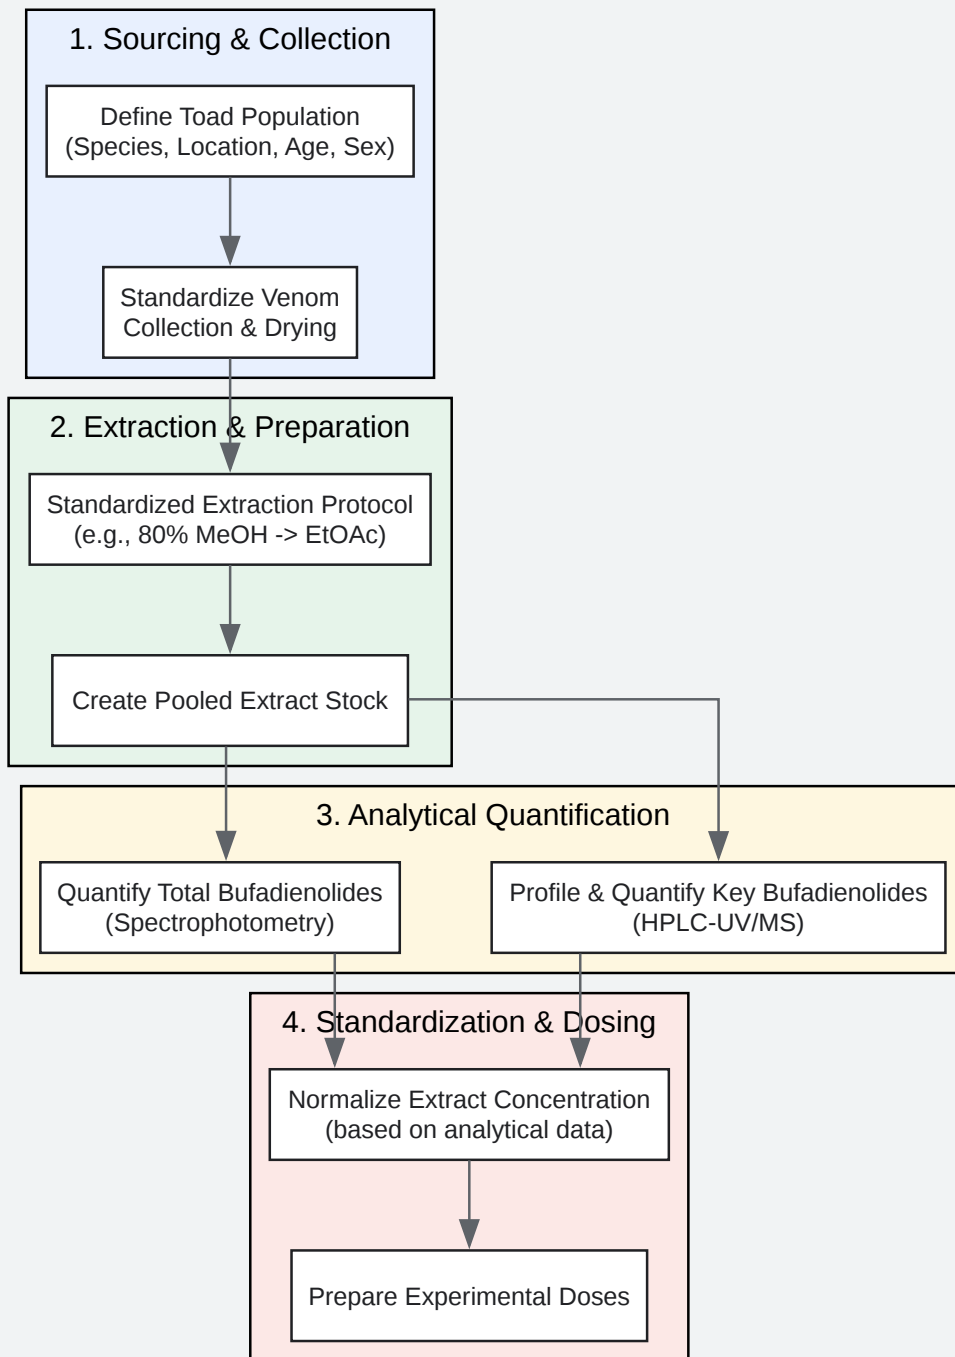 1. Sourcing & Collection
Define Toad Population
(Species, Location, Age, Sex)
Standardize Venom
Collection & Drying
2. Extraction & Preparation
Standardized Extraction Protocol
(e.g., 80% MeOH -> EtOAc)
Create Pooled Extract Stock
3. Analytical Quantification
Quantify Total Bufadienolides
(Spectrophotometry)
Profile & Quantify Key Bufadienolides
(HPLC-UV/MS)
4. Standardization & Dosing
Normalize Extract Concentration
(based on analytical data)
Prepare Experimental Doses